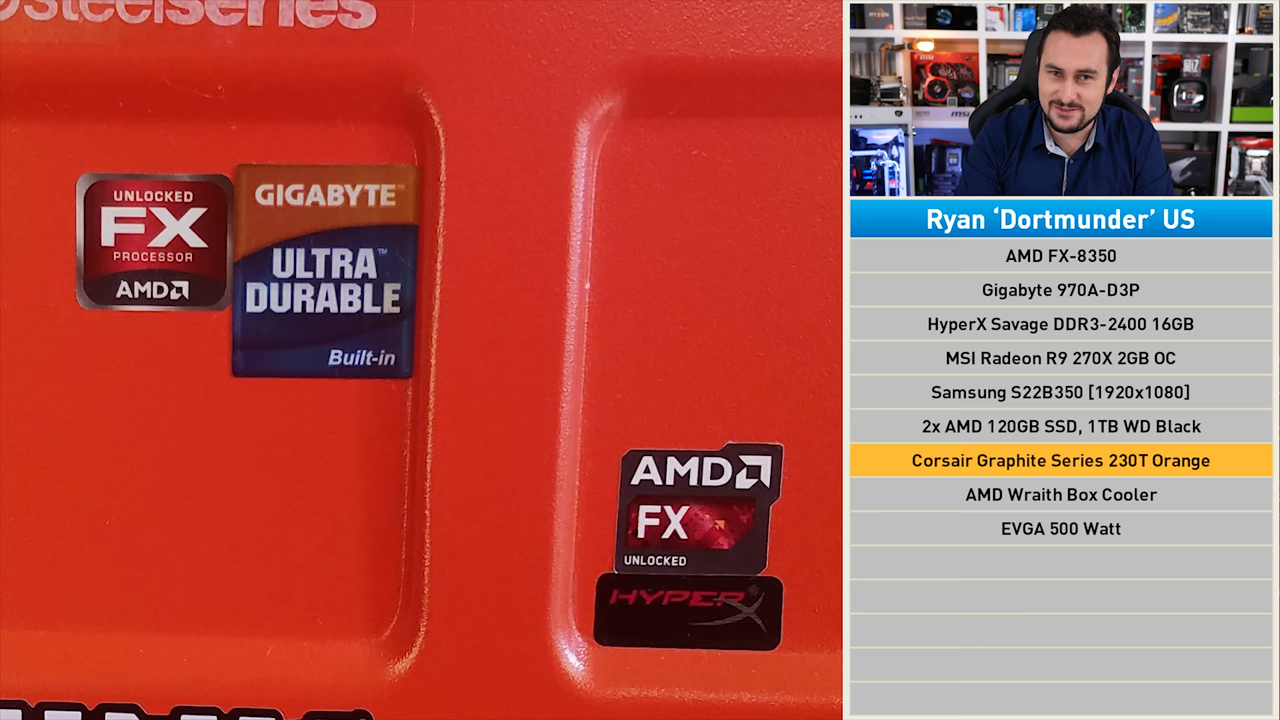 steelseries
UNLOCKED
FX
PROCESSOR
AMD
GIGABYTE™
ULTRA™
DURABLE
Built-in
AMD
FX
UNLOCKED
HYPERX
Ryan ‘Dortmunder’ US
AMD FX-8350
Gigabyte 970A-D3P
HyperX Savage DDR3-2400 16GB
MSI Radeon R9 270X 2GB OC
Samsung S22B350 [1920x1080]
2x AMD 120GB SSD, 1TB WD Black
Corsair Graphite Series 230T Orange
AMD Wraith Box Cooler
EVGA 500 Watt